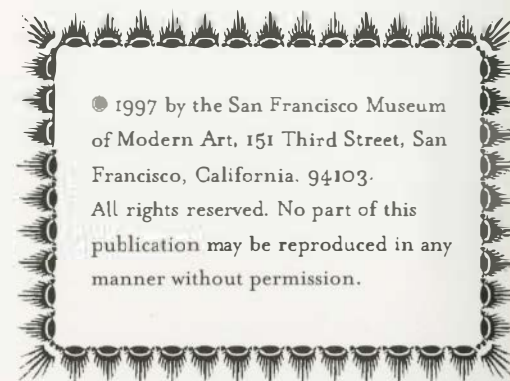 © 1997 by the San Francisco Museum
of Modern Art, 151 Third Street, San
Francisco, California. 94103.
All rights reserved. No part of this
publication may be reproduced in any
manner without permission.